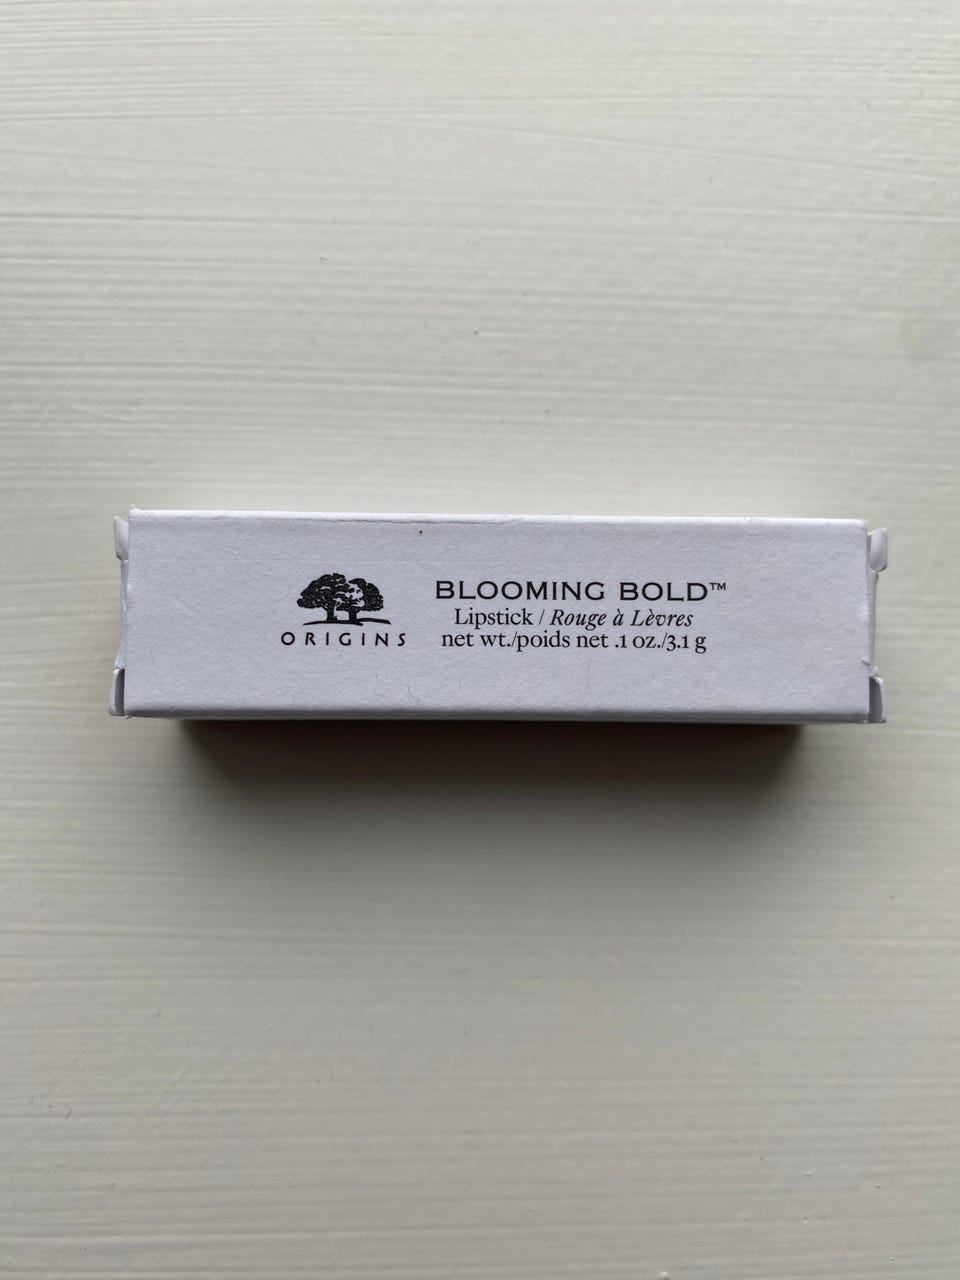 ORIGINS
BLOOMING BOLD™
Lipstick / Rouge à Lèvres
net wt./poids net .1 oz./3.1 g